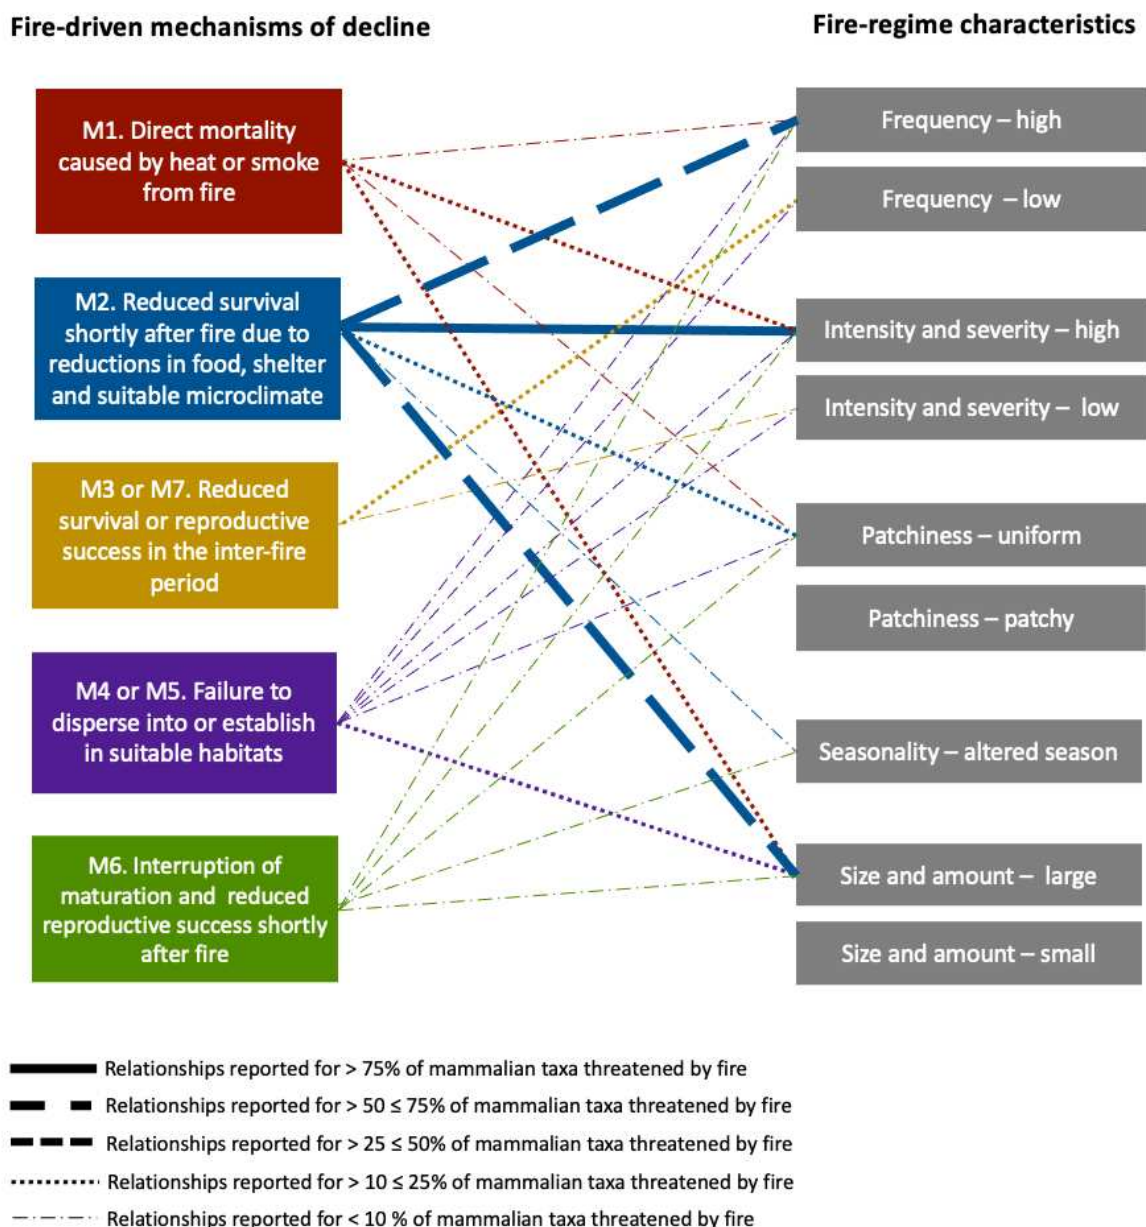 Fire-driven mechanisms of decline
Fire-regime characteristics
M1. Direct mortality
caused by heat or smoke
from fire
M2. Reduced survival
shortly after fire due to
reductions in food, shelter
and suitable microclimate
M3 or M7. Reduced
survival or reproductive
success in the inter-fire
period
M4 or M5. Failure to
disperse into or establish
in suitable habitats
M6. Interruption of
maturation and reduced
reproductive success shortly
after fire
Frequency – high
Frequency – low
Intensity and severity – high
Intensity and severity – low
Patchiness – uniform
Patchiness – patchy
Seasonality – altered season
Size and amount – large
Size and amount – small
Relationships reported for > 75% of mammalian taxa threatened by fire
Relationships reported for > 50 ≤ 75% of mammalian taxa threatened by fire
Relationships reported for > 25 ≤ 50% of mammalian taxa threatened by fire
Relationships reported for > 10 ≤ 25% of mammalian taxa threatened by fire
Relationships reported for < 10 % of mammalian taxa threatened by fire